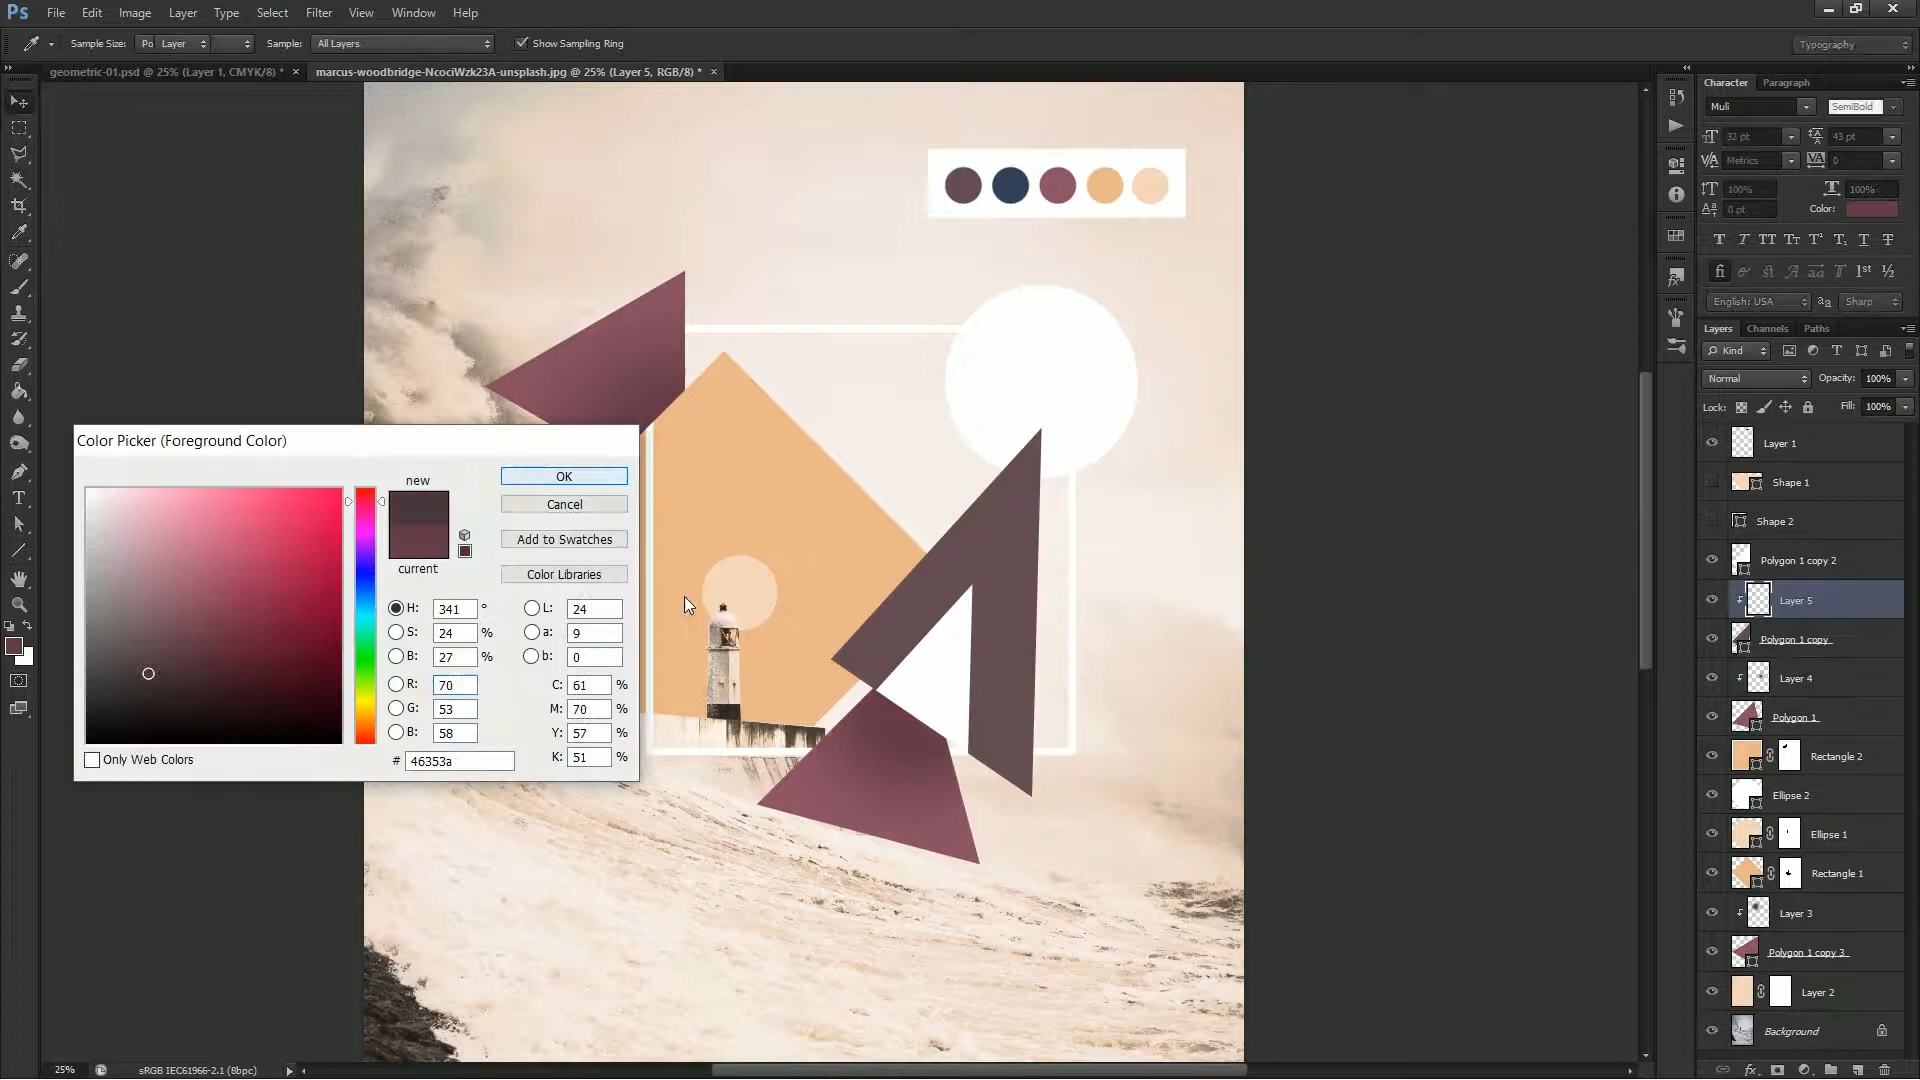 Ps File Edit Image Layer Type Select Filter View Window Help
Sample Size: Po Layer Sample: All Layers Show Sampling Ring Typography
geometric-01.psd @ 25% (Layer 1, CMYK/8) * × marcus-woodbridge-NcociWzk23A-unsplash.jpg @ 25% (Layer 5, RGB/8) * ×
Character Paragraph
Muli SemiBold
32 pt 43 pt
Metrics 0
100% 100%
0 pt Color:
English: USA aa Sharp
Layers Channels Paths
Kind
Normal Opacity: 100%
Lock: Fill: 100%
Layer 1
Shape 1
Shape 2
Polygon 1 copy 2
Layer 5
Polygon 1 copy
Layer 4
Polygon 1
Rectangle 2
Ellipse 2
Ellipse 1
Rectangle 1
Layer 3
Polygon 1 copy 3
Layer 2
Background
Color Picker (Foreground Color)
new
current
OK
Cancel
Add to Swatches
Color Libraries
H: 341 ° L: 24
S: 24 % a: 9
B: 27 % b: 0
R: 70 C: 61 %
G: 53 M: 70 %
B: 58 Y: 57 %
# 46353a K: 51 %
Only Web Colors
25% sRGB IEC61966-2.1 (8bpc)